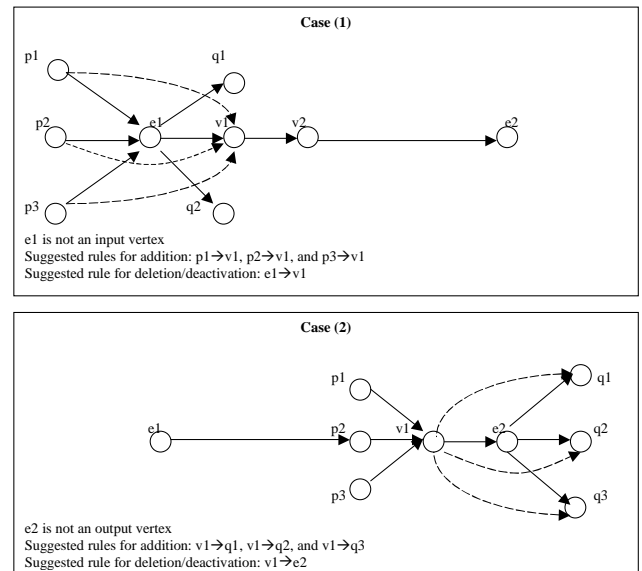 Case (1)
p1
q1
p2
e1
v1
v2
e2
p3
q2
e1 is not an input vertex
Suggested rules for addition: p1→v1, p2→v1, and p3→v1
Suggested rule for deletion/deactivation: e1→v1
Case (2)
p1
q1
e1
p2
v1
e2
q2
p3
q3
e2 is not an output vertex
Suggested rules for addition: v1→q1, v1→q2, and v1→q3
Suggested rule for deletion/deactivation: v1→e2